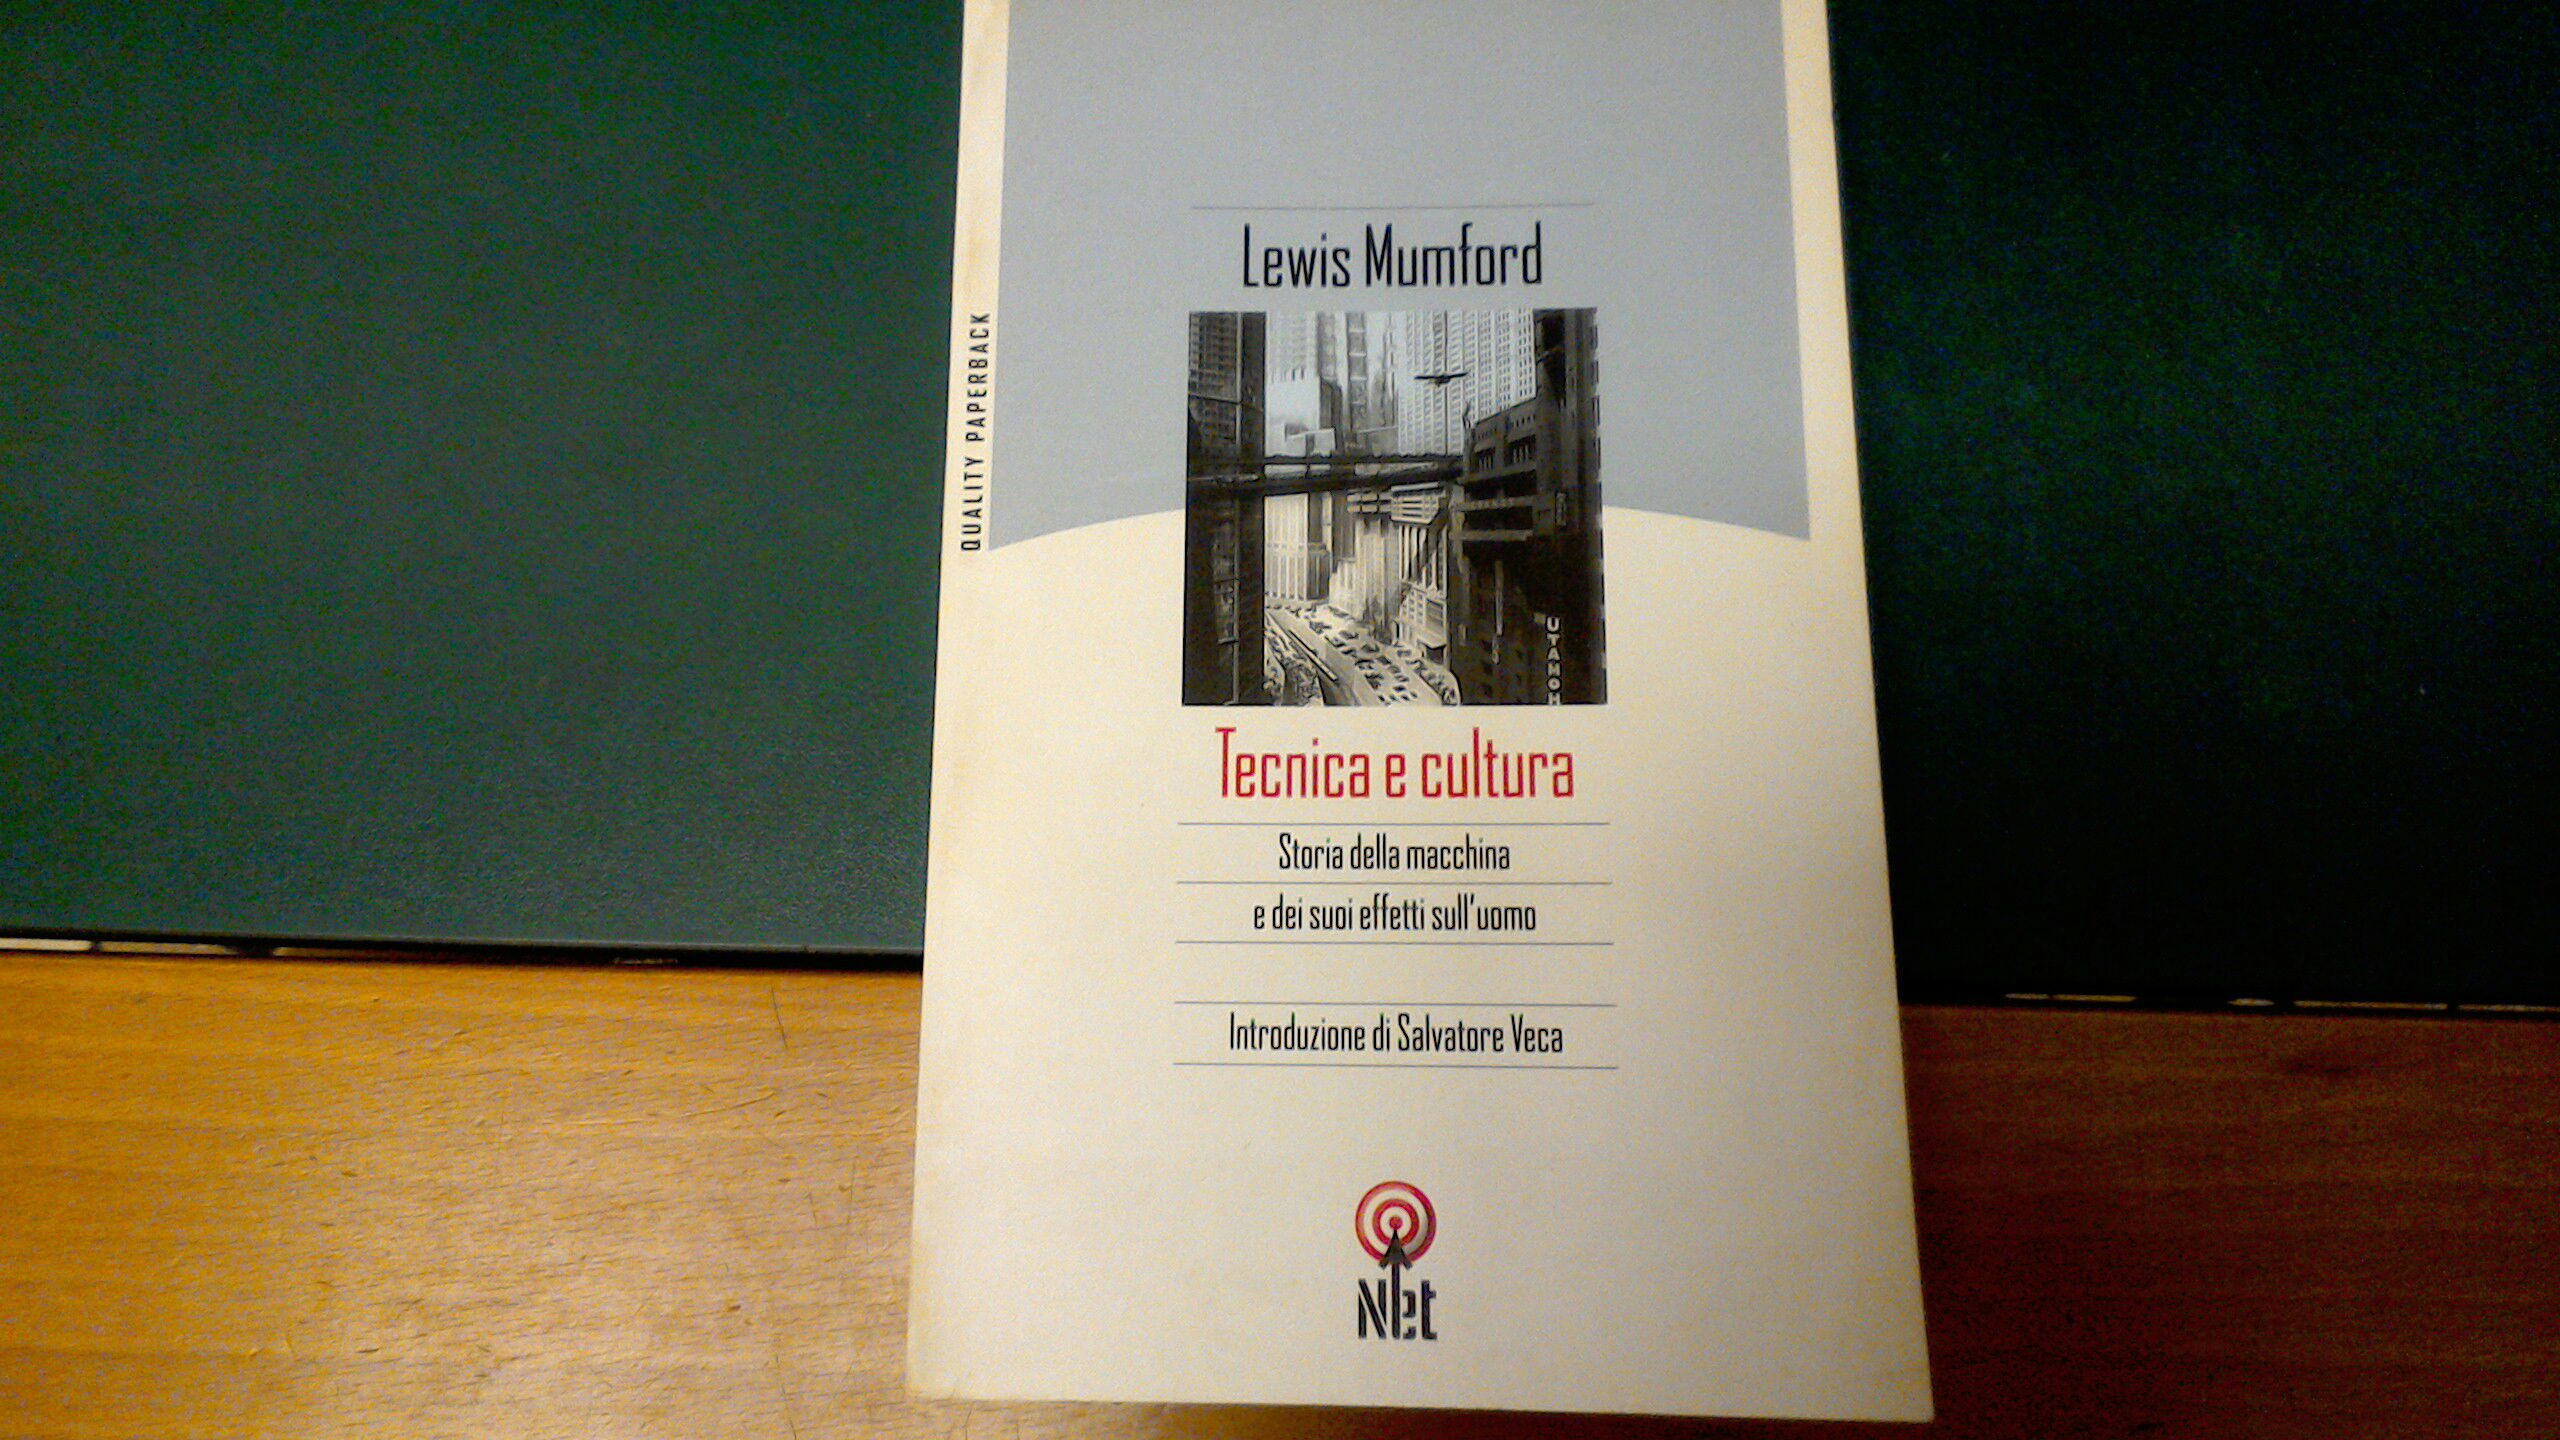 QUALITY PAPERBACK
Lewis Mumford
Tecnica e cultura
Storia della macchina
e dei suoi effetti sull'uomo
Introduzione di Salvatore Veca
Net